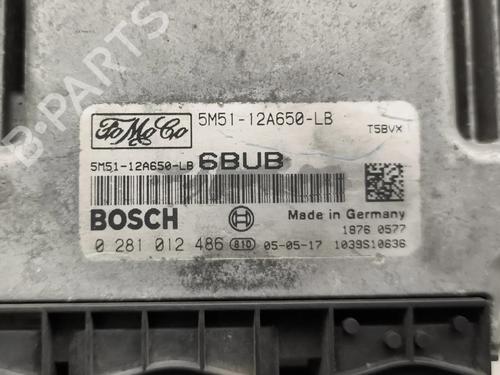 B-PARTS
FoMoCo 5M51-12A650-LB T5BVX
5M51-12A650-LB 6BUB
BOSCH Made in Germany
1876 0577
0 281 012 486 810 05-05-17 1039S10636